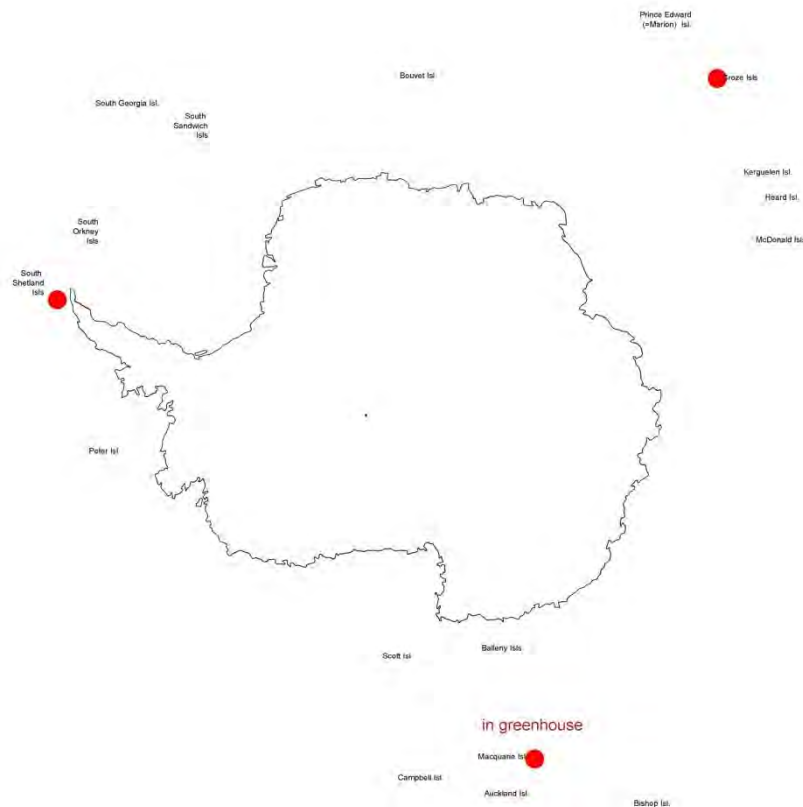 Prince Edward
(=Marion) Isl.
Bouvet Isl
Croze Isls
South Georgia Isl.
South
Sandwich
Isls
Kerguelen Isl.
Heard Isl.
South
Orkney
Isls
McDonald Isl.
South
Shetland
Isls
Peter Isl
Scott Isl
Balleny Isls
in greenhouse
Macquarie Isl
Campbell Isl.
Auckland Isl.
Bishop Isl.